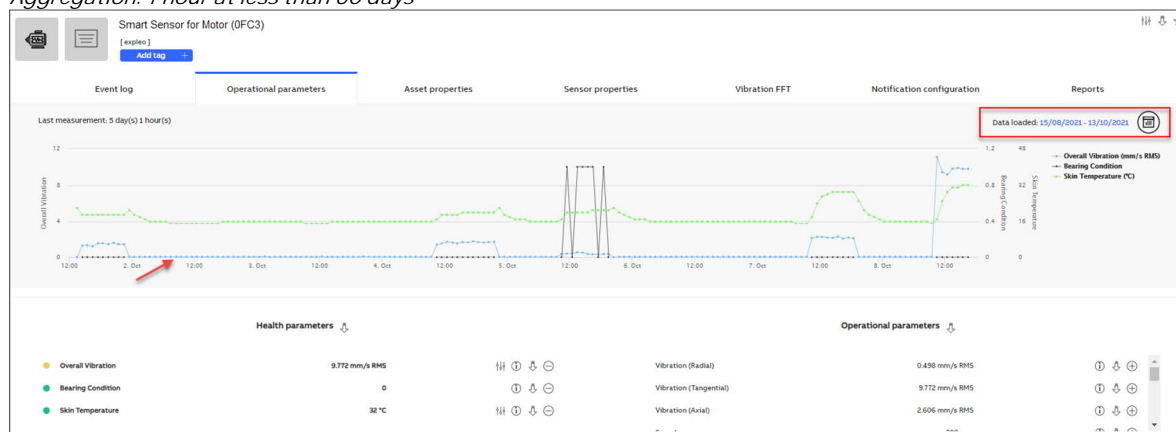 Aggregation: 1 hour at less than 60 days
Smart Sensor for Motor (0FC3)
[ expleo ]
Add tag +
Event log
Operational parameters
Asset properties
Sensor properties
Vibration FFT
Notification configuration
Reports
Last measurement: 5 day(s) 1 hour(s)
Data loaded: 15/08/2021 - 13/10/2021
12
8
4
0
Overall Vibration
1.2
0.8
0.4
0
Bearing Condition
48
32
16
0
Skin Temperature
Overall Vibration (mm/s RMS)
Bearing Condition
Skin Temperature (°C)
12:00 2. Oct 12:00 3. Oct 12:00 4. Oct 12:00 5. Oct 12:00 6. Oct 12:00 7. Oct 12:00 8. Oct 12:00
Health parameters
Overall Vibration 9.772 mm/s RMS
Bearing Condition 0
Skin Temperature 32 °C
Operational parameters
Vibration (Radial) 0.498 mm/s RMS
Vibration (Tangential) 9.772 mm/s RMS
Vibration (Axial) 2.606 mm/s RMS